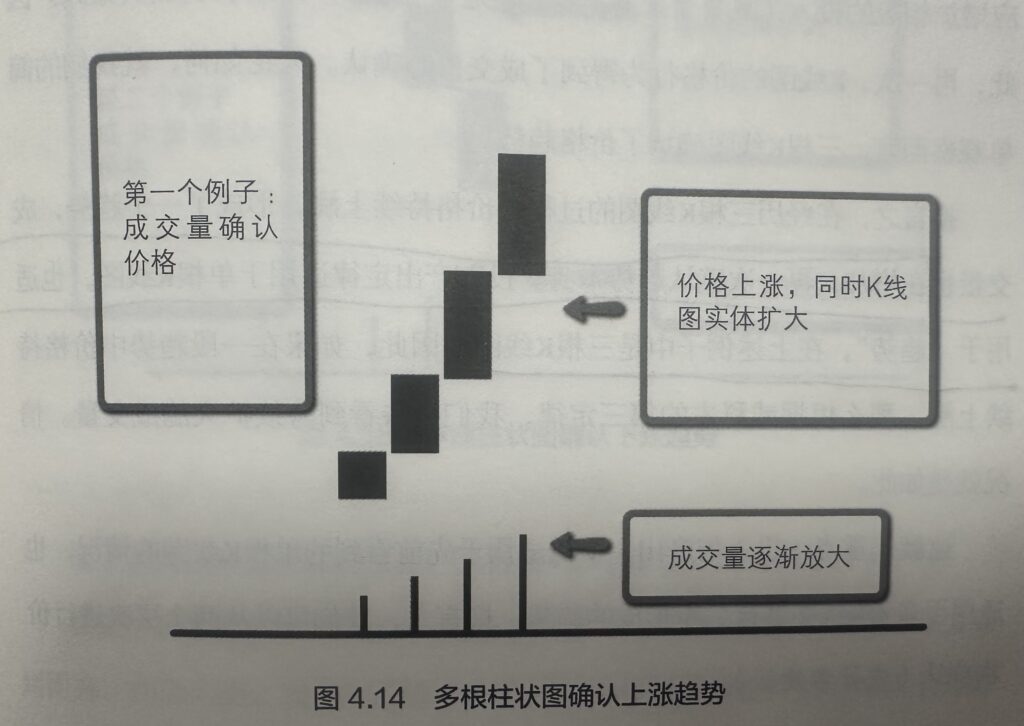 第一个例子：
成交量确认
价格
价格上涨，同时K线
图实体扩大
成交量逐渐放大
图 4.14 多根柱状图确认上涨趋势